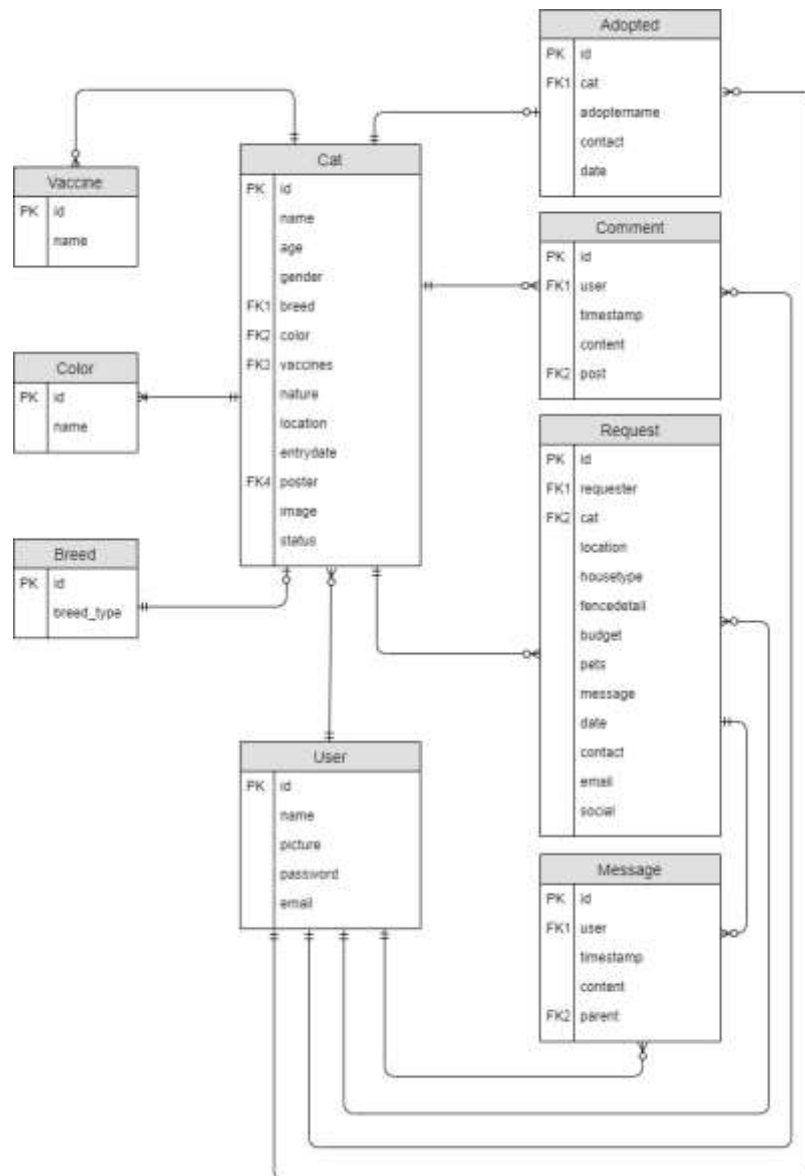 Adopted
PK id
FK1 cat
adoptername
contact
date
Vaccine
PK id
name
Cat
PK id
name
age
gender
FK1 breed
FK2 color
FK3 vaccines
nature
location
entrydate
FK4 poster
image
status
Comment
PK id
FK1 user
timestamp
content
FK2 post
Color
PK id
name
Request
PK id
FK1 requester
FK2 cat
location
housetype
fencedetail
budget
pets
message
date
contact
email
social
Breed
PK id
breed_type
User
PK id
name
picture
password
email
Message
PK id
FK1 user
timestamp
content
FK2 parent